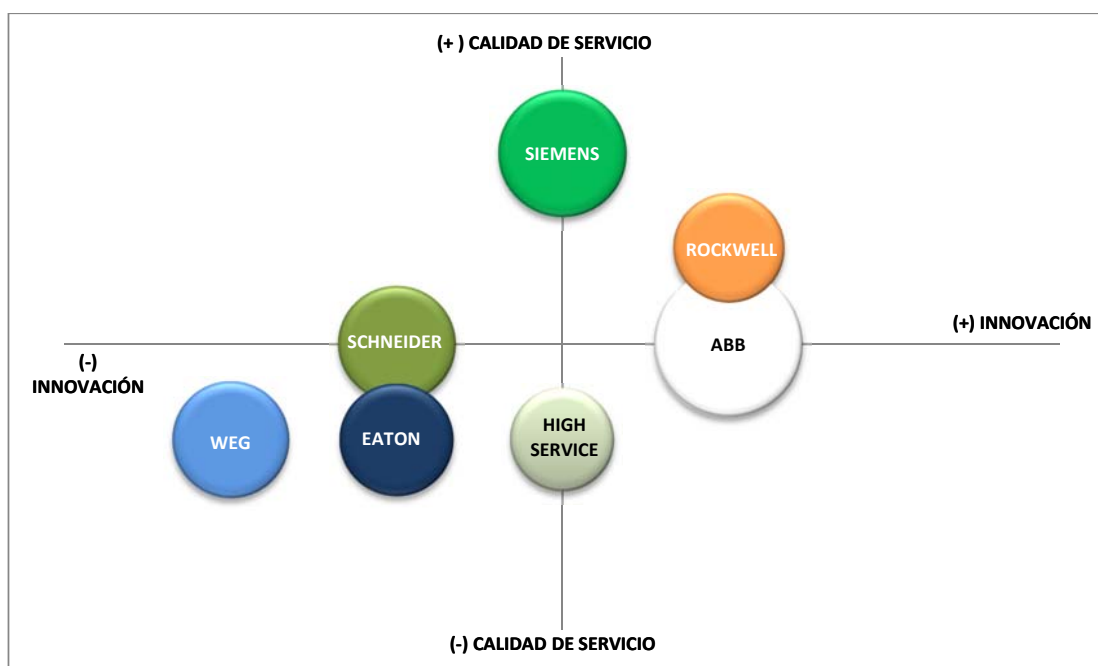 (+ ) CALIDAD DE SERVICIO
SIEMENS
ROCKWELL
(+) INNOVACIÓN
SCHNEIDER
ABB
(-)
INNOVACIÓN
WEG
EATON
HIGH
SERVICE
(-) CALIDAD DE SERVICIO